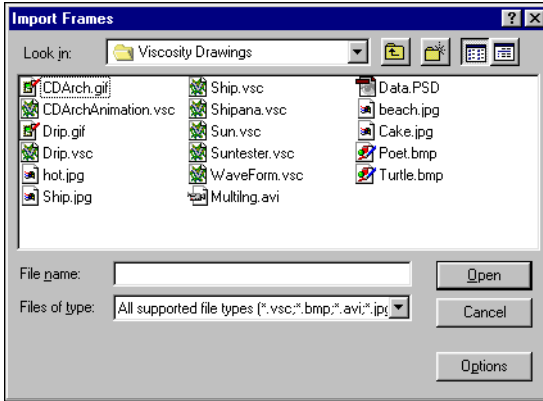 Import Frames
Look in: Viscosity Drawings
CDArch.gif
CDArchAnimation.vsc
Drip.gif
Drip.vsc
hot.jpg
Ship.jpg
Ship.vsc
Shipana.vsc
Sun.vsc
Suntester.vsc
WaveForm.vsc
Multilng.avi
Data.PSD
beach.jpg
Cake.jpg
Poet.bmp
Turtle.bmp
File name:
Open
Files of type: All supported file types (*.vsc;*.bmp;*.avi;*.jpg
Cancel
Options